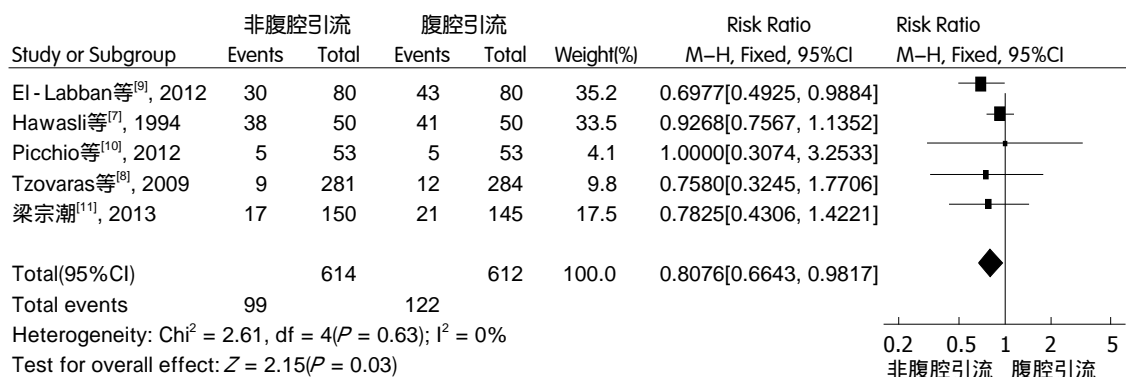 非腹腔引流 腹腔引流 Risk Ratio Risk Ratio
Study or Subgroup Events Total Events Total Weight(%) M–H, Fixed, 95%CI M–H, Fixed, 95%CI
El-Labban等[9], 2012 30 80 43 80 35.2 0.6977[0.4925, 0.9884]
Hawasli等[7], 1994 38 50 41 50 33.5 0.9268[0.7567, 1.1352]
Picchio等[10], 2012 5 53 5 53 4.1 1.0000[0.3074, 3.2533]
Tzovaras等[8], 2009 9 281 12 284 9.8 0.7580[0.3245, 1.7706]
梁宗潮[11], 2013 17 150 21 145 17.5 0.7825[0.4306, 1.4221]
Total(95%CI) 614 612 100.0 0.8076[0.6643, 0.9817]
Total events 99 122
Heterogeneity: Chi2 = 2.61, df = 4(P = 0.63); I2 = 0%
Test for overall effect: Z = 2.15(P = 0.03)
0.2 0.5 1 2 5
非腹腔引流 腹腔引流